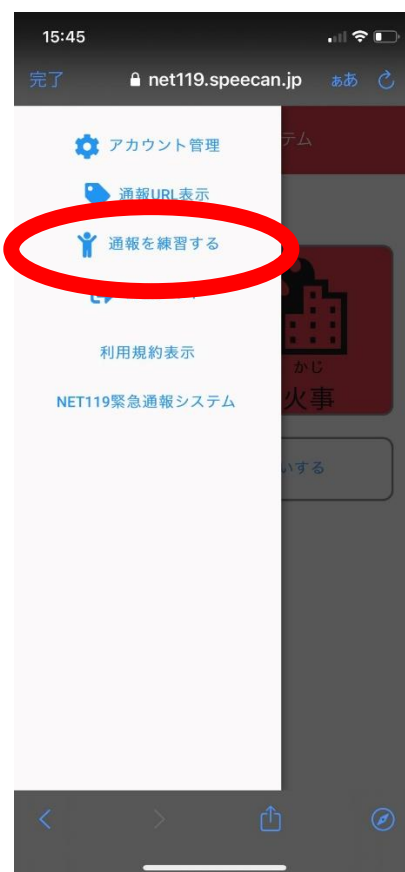 15:45
完了 net119.speecan.jp ぁあ
アカウント管理
テム
通報URL表示
通報を練習する
利用規約表示
かじ
火事
NET119緊急通報システム
いする